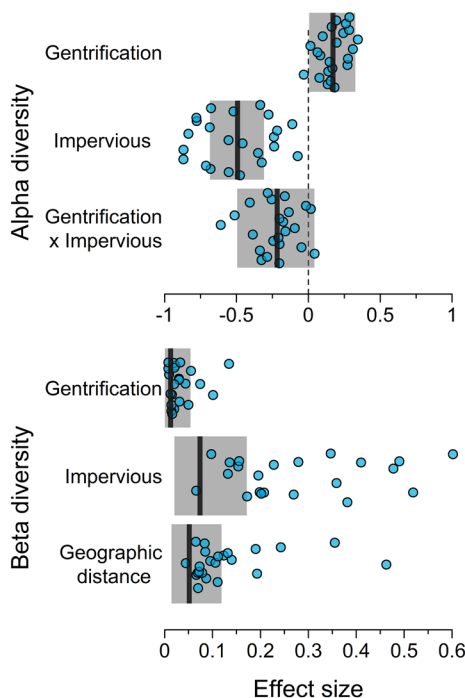 Alpha diversity
Gentrification
Impervious
Gentrification
x Impervious
-1 -0.5 0 0.5 1
Beta diversity
Gentrification
Impervious
Geographic
distance
0 0.1 0.2 0.3 0.4 0.5 0.6
Effect size